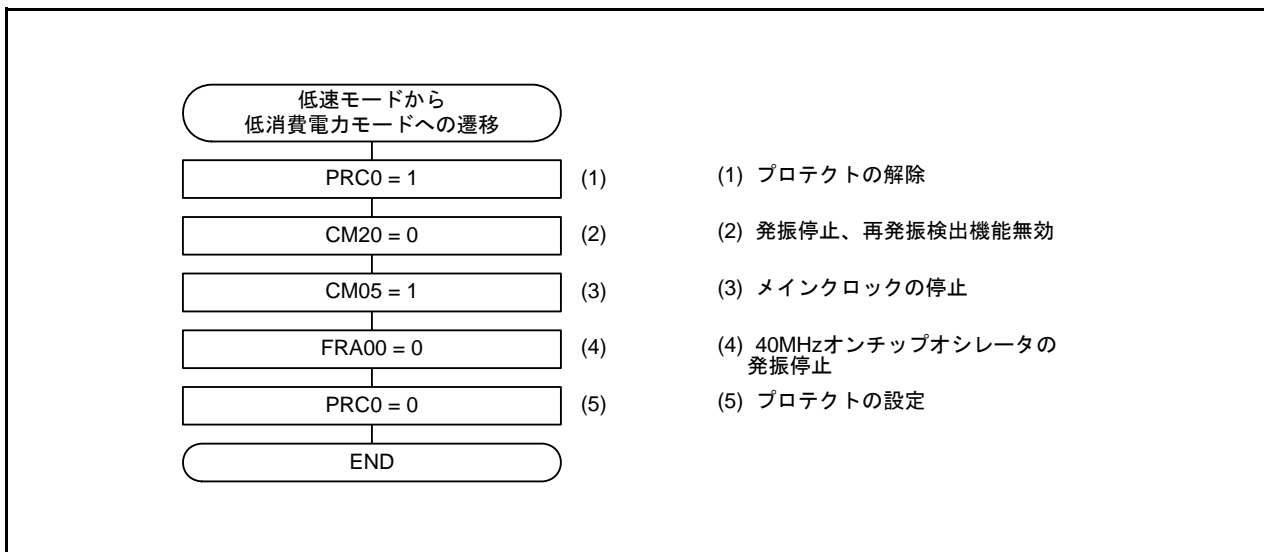 低速モードから
低消費電力モードへの遷移
PRC0 = 1 (1) (1) プロテクトの解除
CM20 = 0 (2) (2) 発振停止、再発振検出機能無効
CM05 = 1 (3) (3) メインクロックの停止
FRA00 = 0 (4) (4) 40MHzオンチップオシレータの
発振停止
PRC0 = 0 (5) (5) プロテクトの設定
END